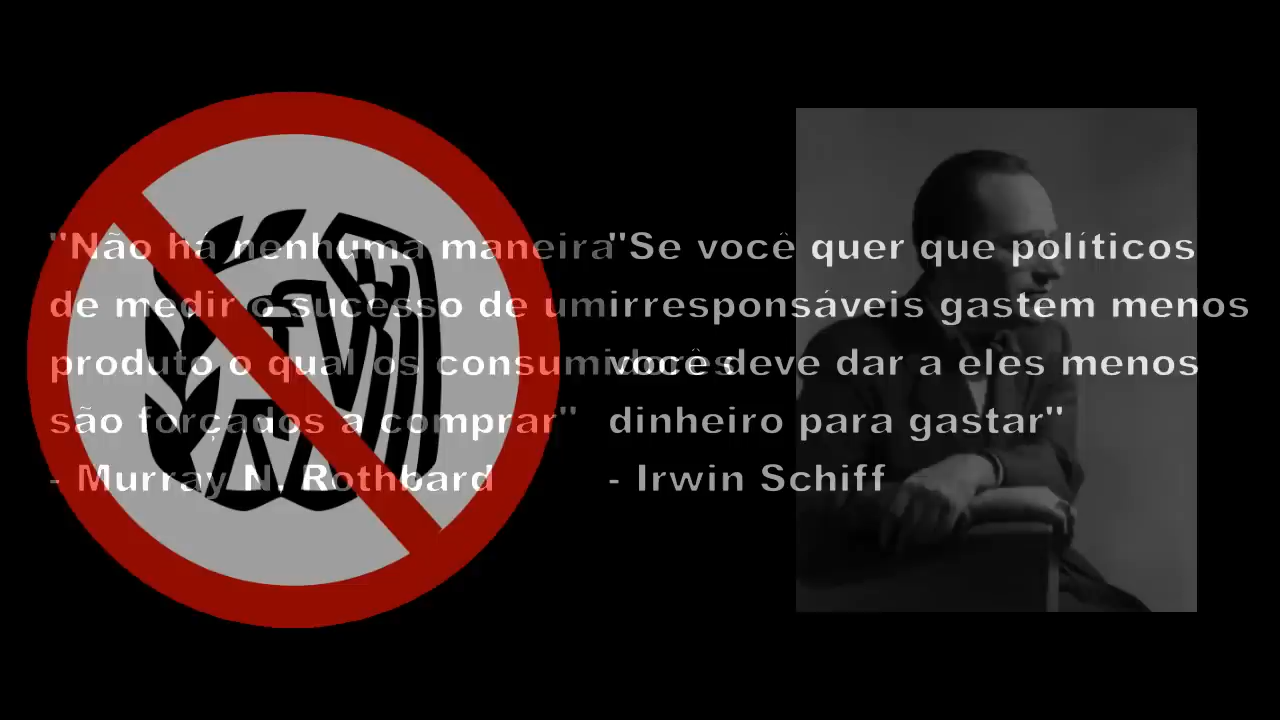 "Não há nenhuma maneira
de medir o sucesso de um
produto o qual os consumidores
são forçados a comprar"
- Murray N. Rothbard
"Se você quer que políticos
irresponsáveis gastem menos
você deve dar a eles menos
dinheiro para gastar"
- Irwin Schiff